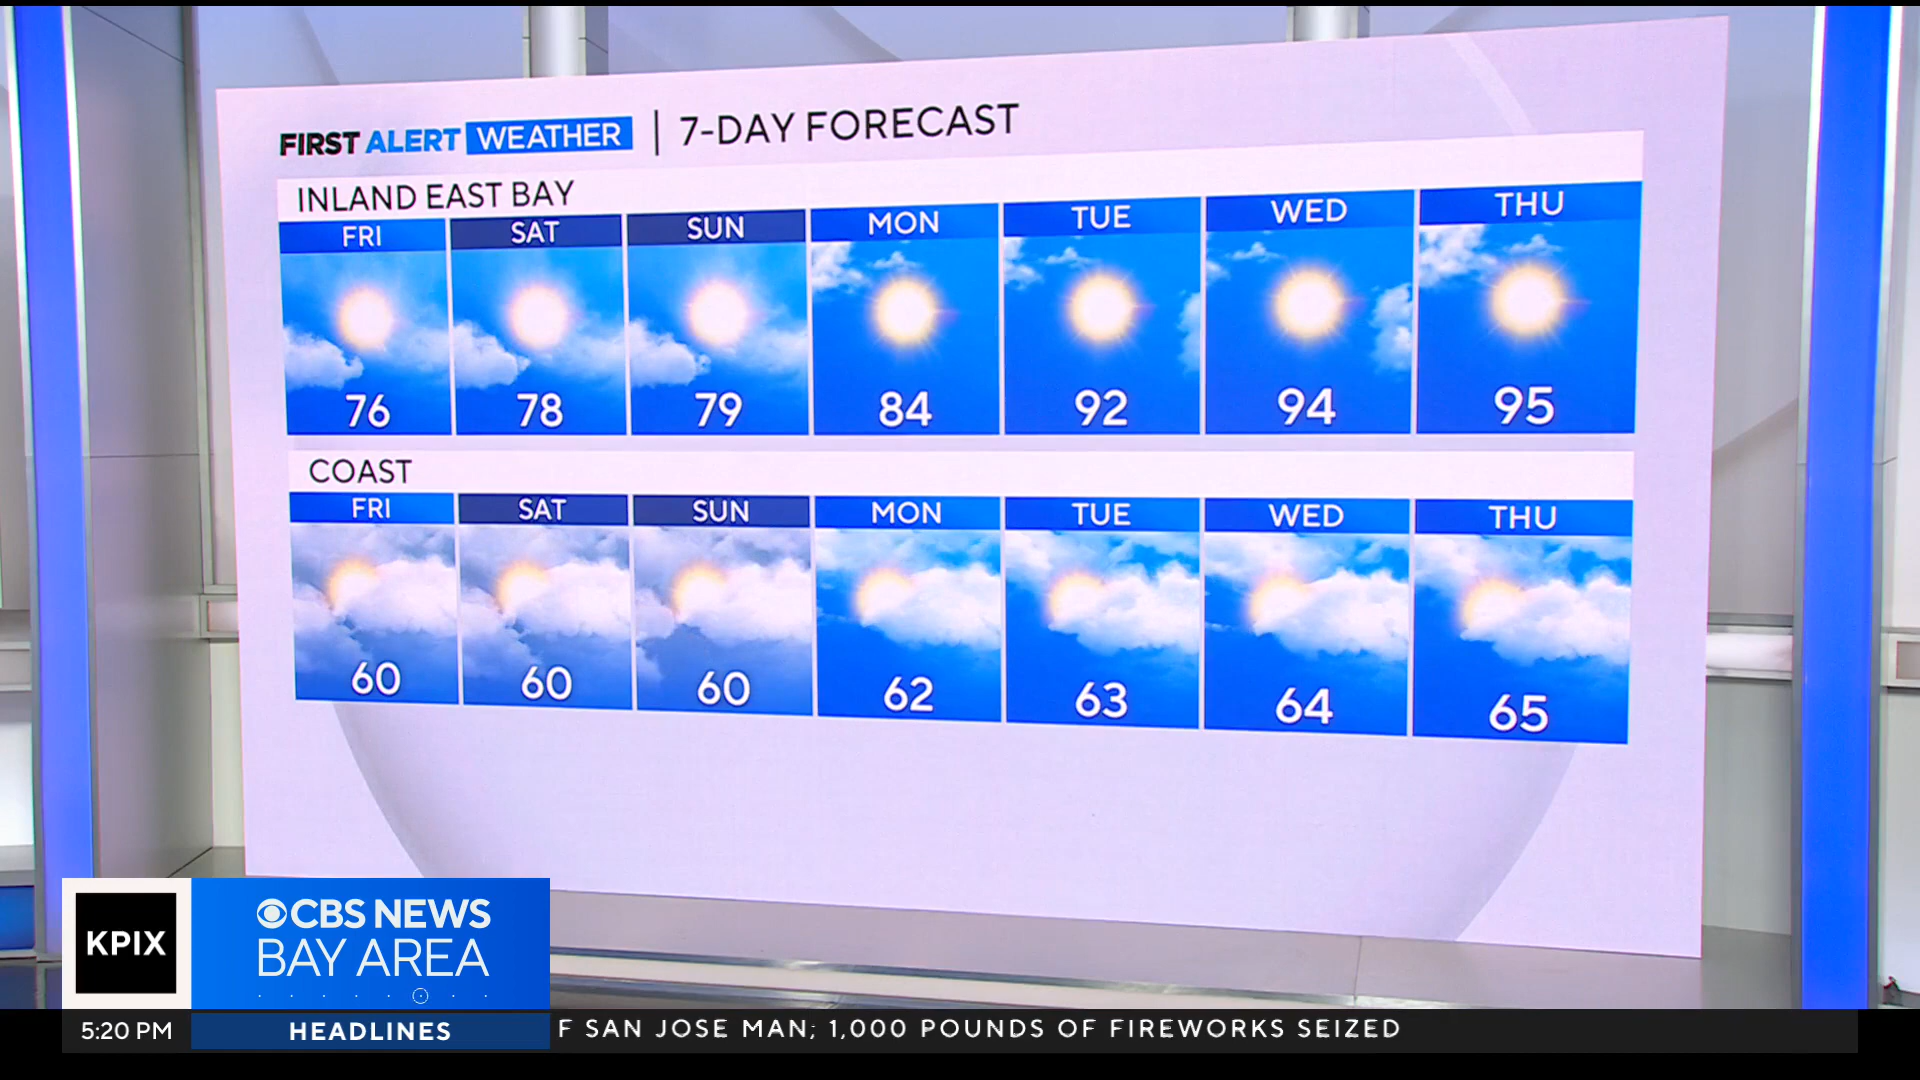 FIRST ALERT WEATHER | 7-DAY FORECAST
INLAND EAST BAY
FRI SAT SUN MON TUE WED THU
76 78 79 84 92 94 95
COAST
FRI SAT SUN MON TUE WED THU
60 60 60 62 63 64 65
KPIX
CBS NEWS
BAY AREA
5:20 PM HEADLINES F SAN JOSE MAN; 1,000 POUNDS OF FIREWORKS SEIZED